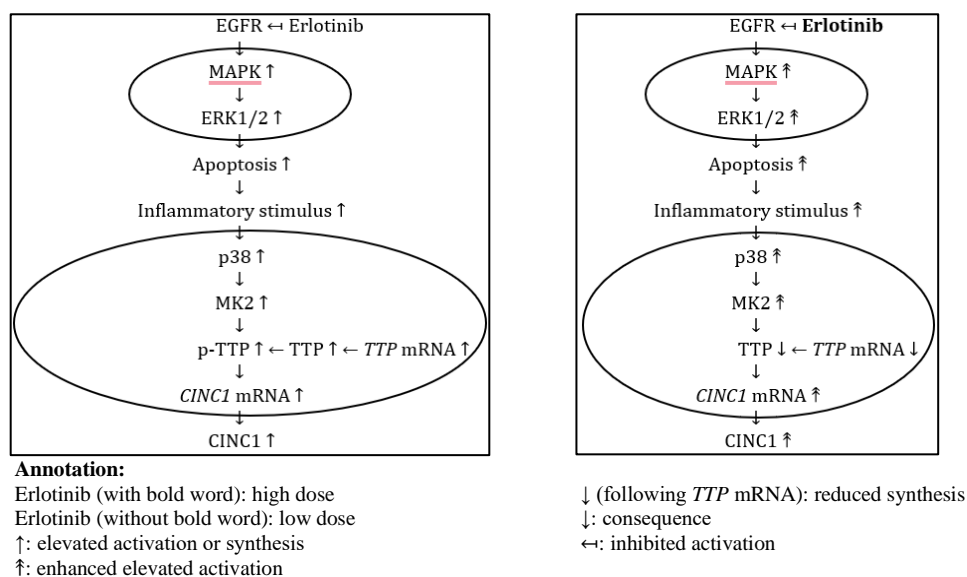 EGFR ↤ Erlotinib
↓
MAPK ↑
↓
ERK1/2 ↑
↓
Apoptosis ↑
↓
Inflammatory stimulus ↑
↓
p38 ↑
↓
MK2 ↑
↓
p-TTP ↑ ← TTP ↑ ← TTP mRNA ↑
↓
CINC1 mRNA ↑
↓
CINC1 ↑
EGFR ↤ Erlotinib
↓
MAPK ↟
↓
ERK1/2 ↟
↓
Apoptosis ↟
↓
Inflammatory stimulus ↟
↓
p38 ↟
↓
MK2 ↟
↓
TTP ↓ ← TTP mRNA ↓
↓
CINC1 mRNA ↟
↓
CINC1 ↟
Annotation:
Erlotinib (with bold word): high dose
Erlotinib (without bold word): low dose
↑: elevated activation or synthesis
↟: enhanced elevated activation
↓ (following TTP mRNA): reduced synthesis
↓: consequence
↤: inhibited activation